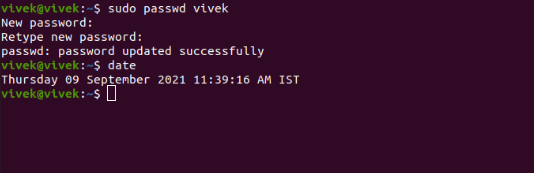 vivek@vivek:~$ sudo passwd vivek
New password:
Retype new password:
passwd: password updated successfully
vivek@vivek:~$ date
Thursday 09 September 2021 11:39:16 AM IST
vivek@vivek:~$